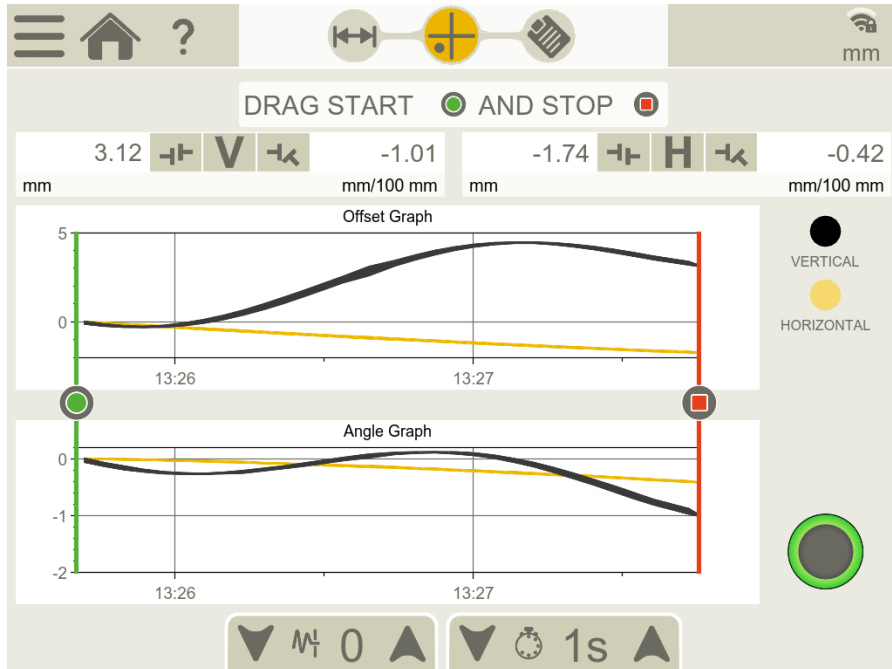 ?
mm
DRAG START AND STOP
3.12 V -1.01
mm mm/100 mm
-1.74 H -0.42
mm mm/100 mm
Offset Graph
5
0
13:26 13:27
VERTICAL
HORIZONTAL
Angle Graph
0
-1
-2
13:26 13:27
0 1s